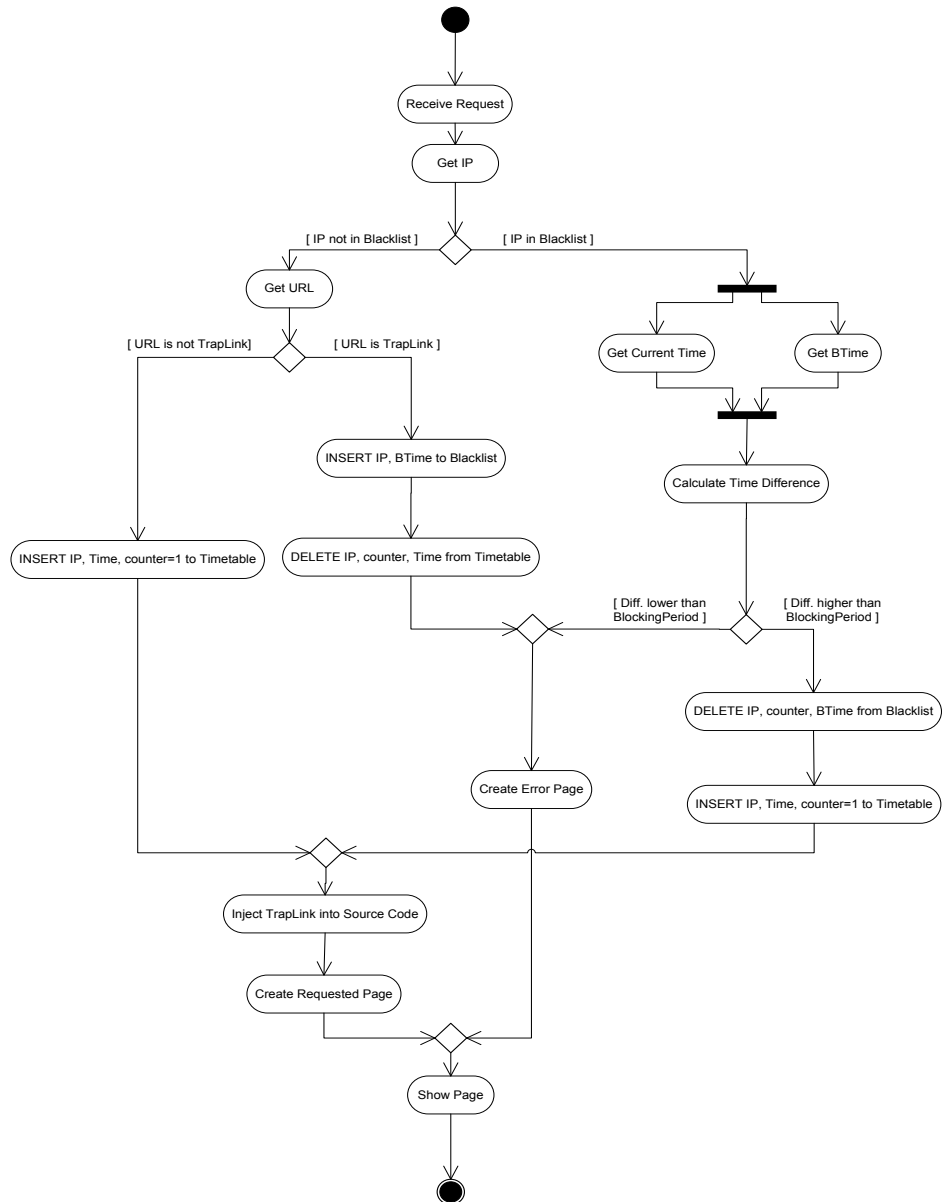 Receive Request
Get IP
[ IP not in Blacklist ]
[ IP in Blacklist ]
Get URL
[ URL is not TrapLink]
[ URL is TrapLink ]
Get Current Time
Get BTime
INSERT IP, BTime to Blacklist
Calculate Time Difference
INSERT IP, Time, counter=1 to Timetable
DELETE IP, counter, Time from Timetable
[ Diff. lower than
BlockingPeriod ]
[ Diff. higher than
BlockingPeriod ]
DELETE IP, counter, BTime from Blacklist
Create Error Page
INSERT IP, Time, counter=1 to Timetable
Inject TrapLink into Source Code
Create Requested Page
Show Page